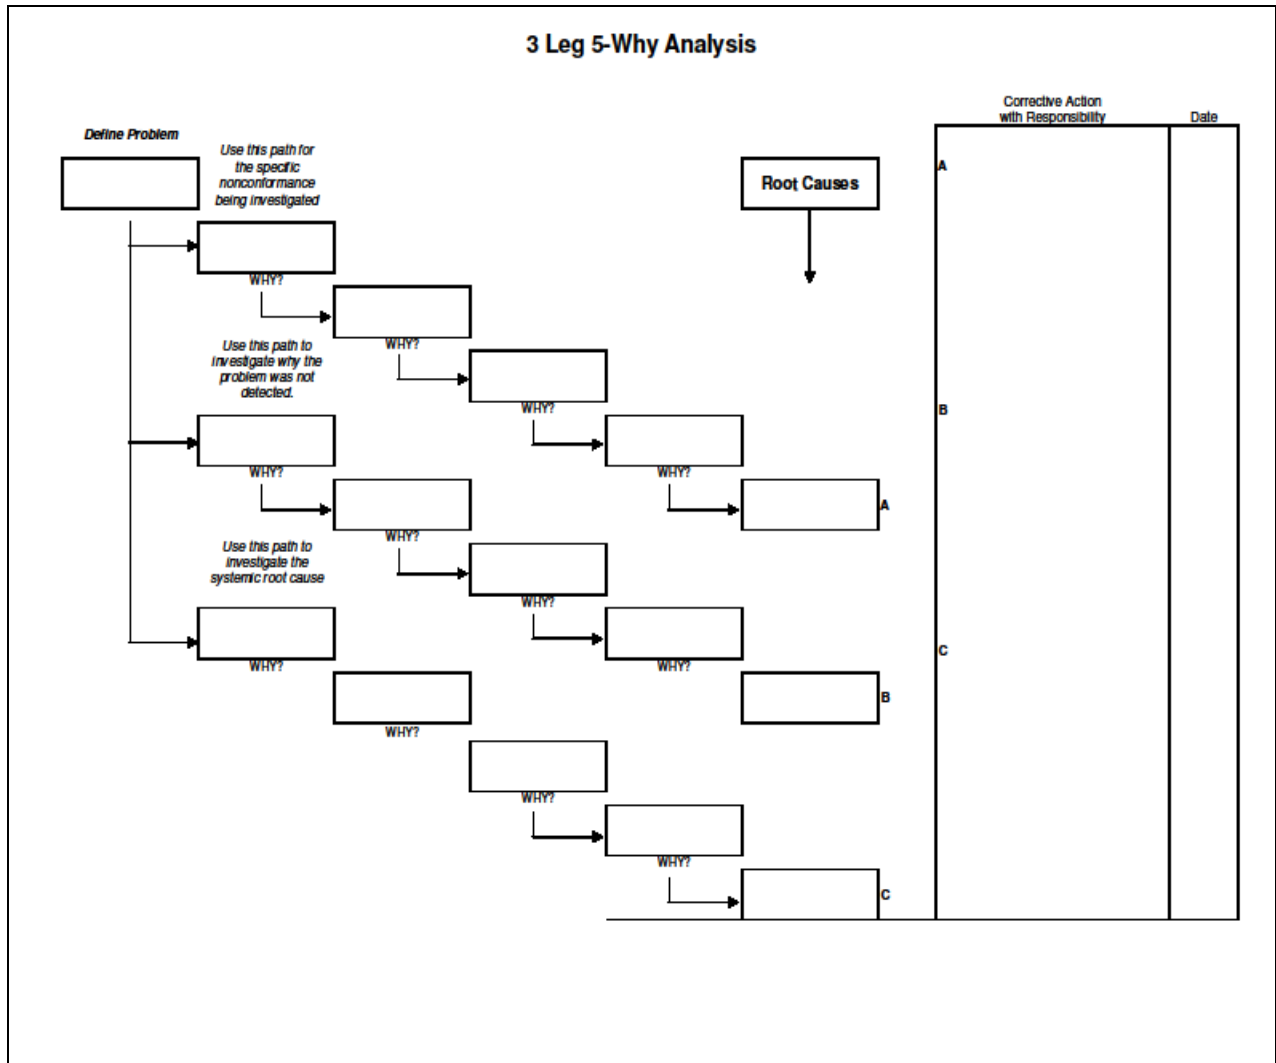 3 Leg 5-Why Analysis
Corrective Action
with Responsibility
Date
Define Problem
Use this path for
the specific
nonconformance
being investigated
Root Causes
A
WHY?
WHY?
Use this path to
investigate why the
problem was not
detected.
WHY?
B
WHY?
WHY?
A
WHY?
Use this path to
investigate the
systemic root cause
WHY?
WHY?
WHY?
C
B
WHY?
WHY?
WHY?
C